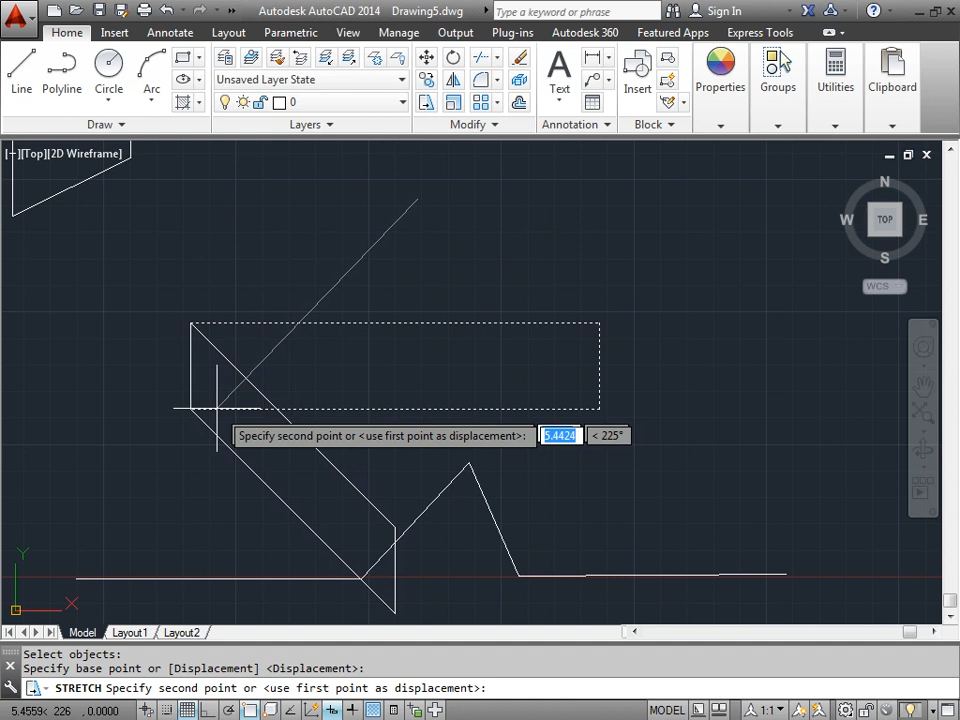 Autodesk AutoCAD 2014 Drawing5.dwg
Type a keyword or phrase
Sign In
Home Insert Annotate Layout Parametric View Manage Output Plug-ins Autodesk 360 Featured Apps Express Tools
Unsaved Layer State
0
Line Polyline Circle Arc Text Insert Properties Groups Utilities Clipboard
Draw Layers Modify Annotation Block
[−][Top][2D Wireframe]
N
W TOP E
S
WCS
Specify second point or <use first point as displacement>: 5.4424 < 225°
Y
X
Model Layout1 Layout2
Select objects:
Specify base point or [Displacement] <Displacement>:
STRETCH Specify second point or <use first point as displacement>:
5.4559< 226 , 0.0000 MODEL 1:1